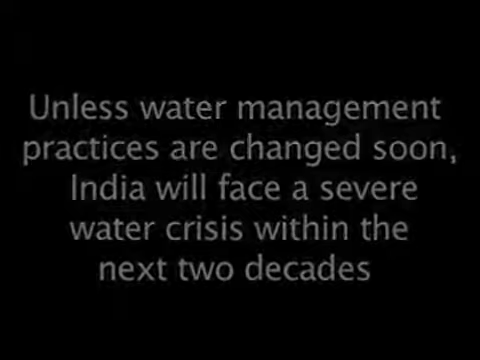 Unless water management
practices are changed soon,
India will face a severe
water crisis within the
next two decades